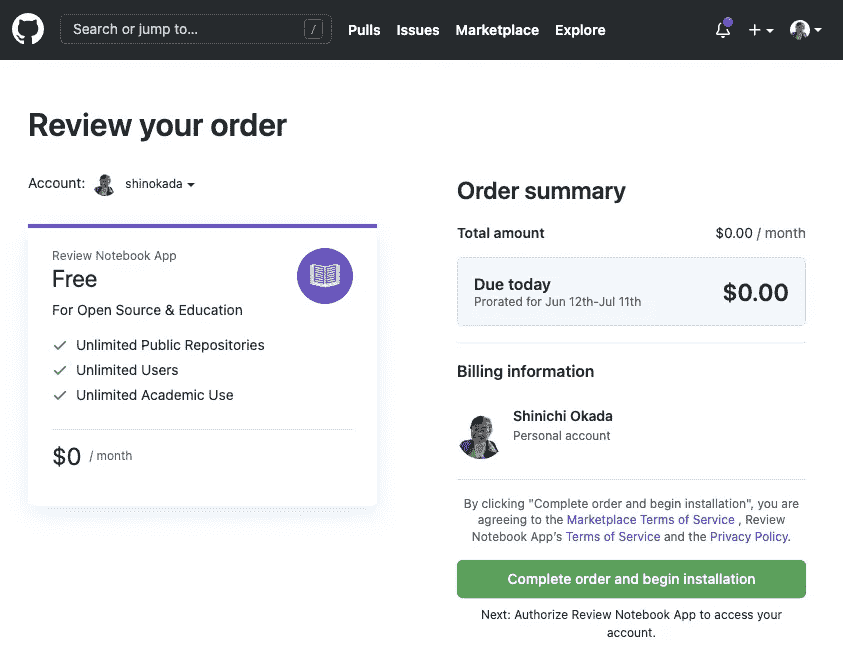 Search or jump to... /
Pulls Issues Marketplace Explore
Review your order
Account: shinokada
Review Notebook App
Free
For Open Source & Education
Unlimited Public Repositories
Unlimited Users
Unlimited Academic Use
$0 / month
Order summary
Total amount $0.00 / month
Due today
Prorated for Jun 12th-Jul 11th
$0.00
Billing information
Shinichi Okada
Personal account
By clicking "Complete order and begin installation", you are
agreeing to the Marketplace Terms of Service , Review
Notebook App's Terms of Service and the Privacy Policy.
Complete order and begin installation
Next: Authorize Review Notebook App to access your
account.